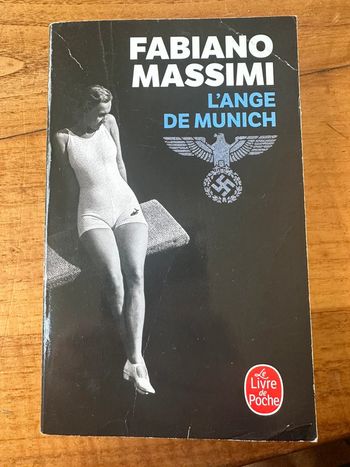 FABIANO
MASSIMI
L'ANGE
DE MUNICH
Le
Livre
de
Poche